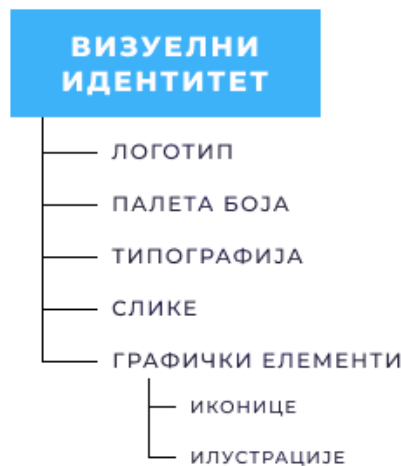 ВИЗУЕЛНИ
ИДЕНТИТЕТ
ЛОГОТИП
ПАЛЕТА БОЈА
ТИПОГРАФИЈА
СЛИКЕ
ГРАФИЧКИ ЕЛЕМЕНТИ
ИКОНИЦЕ
ИЛУСТРАЦИЈЕ